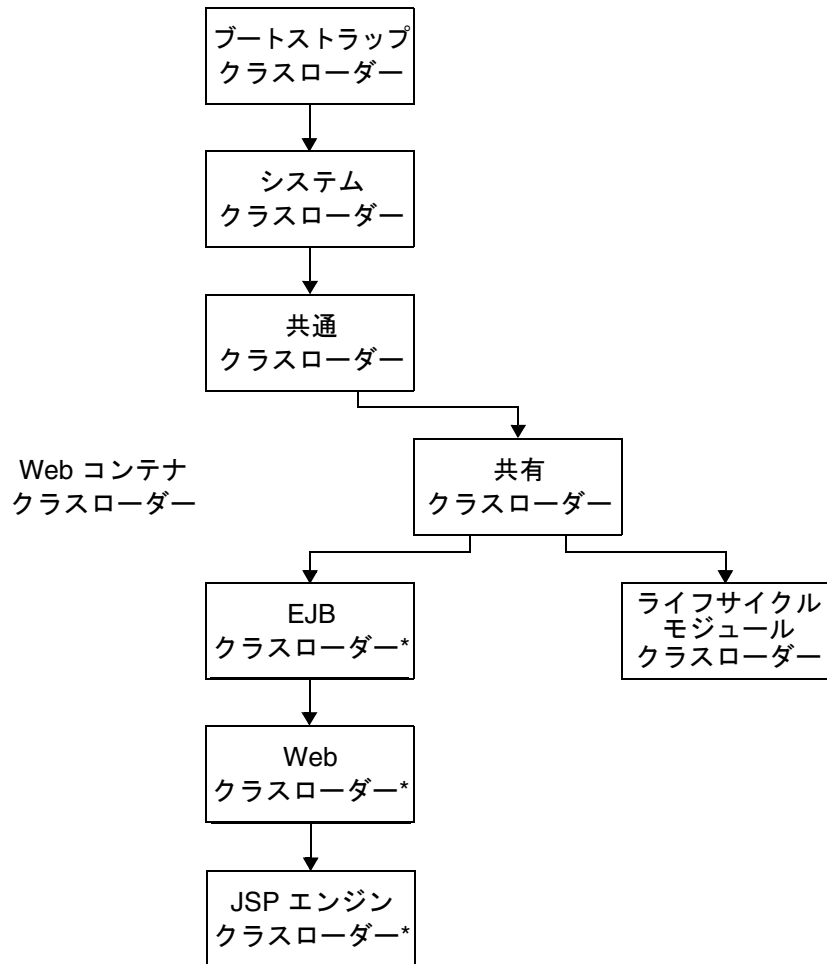 ブートストラップ
クラスローダー
システム
クラスローダー
共通
クラスローダー
Web コンテナ
クラスローダー
共有
クラスローダー
EJB
クラスローダー*
ライフサイクル
モジュール
クラスローダー
Web
クラスローダー*
JSP エンジン
クラスローダー*